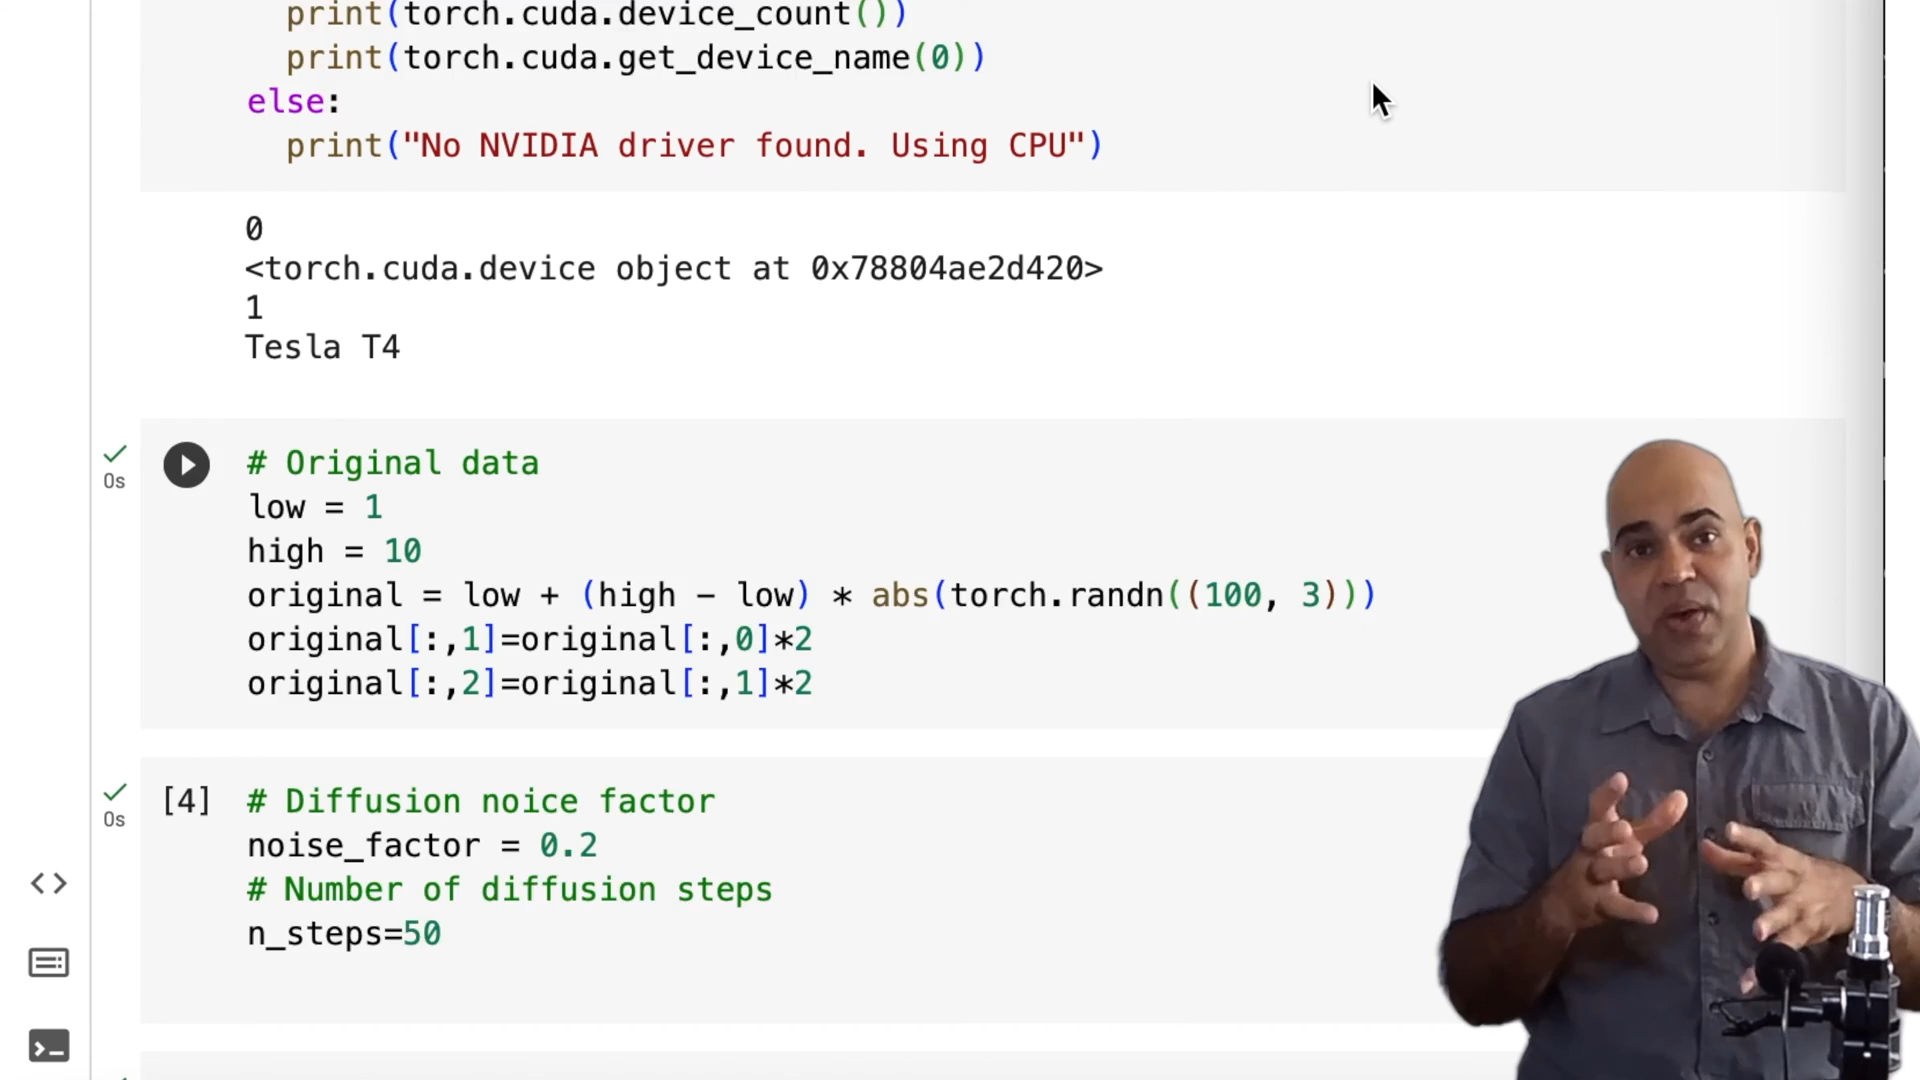 print(torch.cuda.device_count())
print(torch.cuda.get_device_name(0))
else:
print("No NVIDIA driver found. Using CPU")
0
<torch.cuda.device object at 0x78804ae2d420>
1
Tesla T4
0s
# Original data
low = 1
high = 10
original = low + (high - low) * abs(torch.randn((100, 3)))
original[:,1]=original[:,0]*2
original[:,2]=original[:,1]*2
0s
[4]
# Diffusion noice factor
noise_factor = 0.2
# Number of diffusion steps
n_steps=50